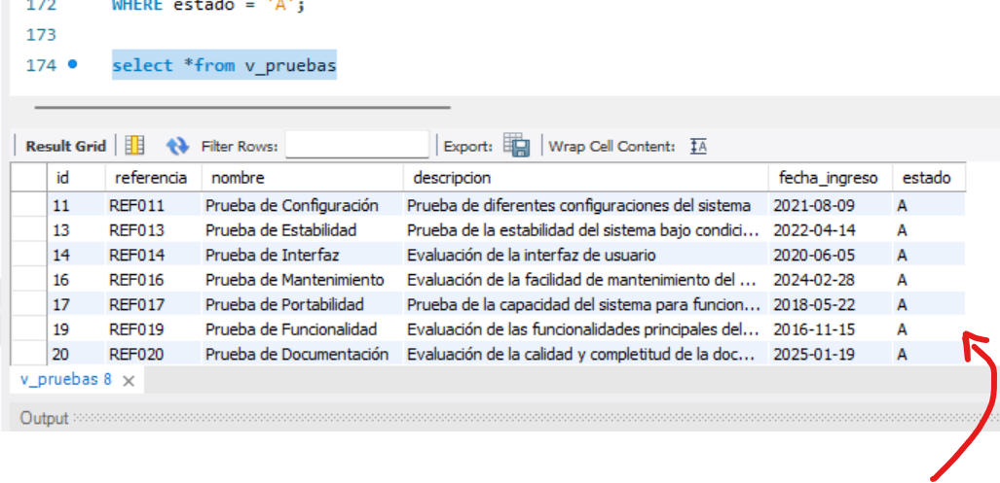 172 WHERE estado = 'A';
173
174 select *from v_pruebas
Result Grid Filter Rows: Export: Wrap Cell Content: IA
id referencia nombre descripcion fecha_ingreso estado
11 REF011 Prueba de Configuración Prueba de diferentes configuraciones del sistema 2021-08-09 A
13 REF013 Prueba de Estabilidad Prueba de la estabilidad del sistema bajo condici... 2022-04-14 A
14 REF014 Prueba de Interfaz Evaluación de la interfaz de usuario 2020-06-05 A
16 REF016 Prueba de Mantenimiento Evaluación de la facilidad de mantenimiento del ... 2024-02-28 A
17 REF017 Prueba de Portabilidad Prueba de la capacidad del sistema para funcion... 2018-05-22 A
19 REF019 Prueba de Funcionalidad Evaluación de las funcionalidades principales del... 2016-11-15 A
20 REF020 Prueba de Documentación Evaluación de la calidad y completitud de la doc... 2025-01-19 A
v_pruebas 8
Output